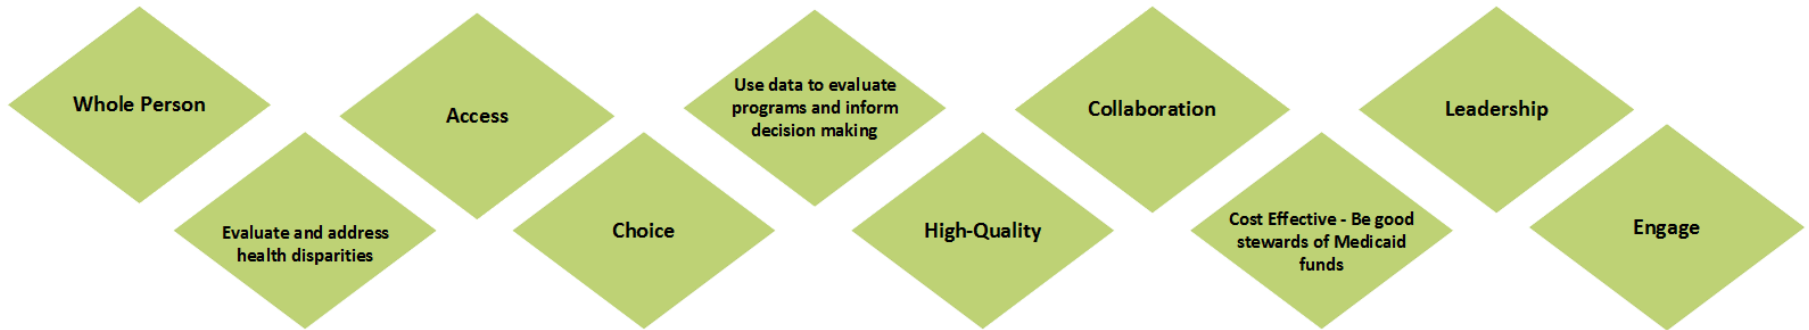 Whole Person
Evaluate and address
health disparities
Access
Choice
Use data to evaluate
programs and inform
decision making
High-Quality
Collaboration
Cost Effective - Be good
stewards of Medicaid
funds
Leadership
Engage